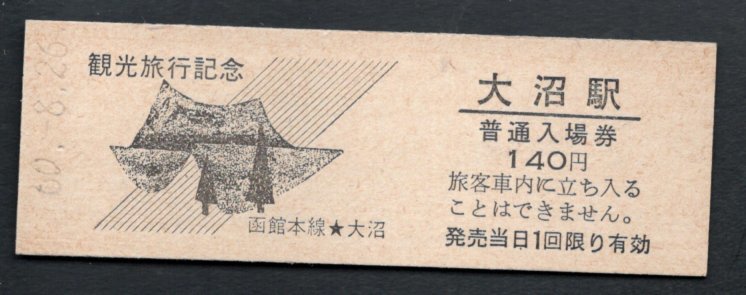 60.-8.26
観光旅行記念
函館本線★大沼
大沼駅
普通入場券
140円
旅客車内に立ち入る
ことはできません。
発売当日1回限り有効